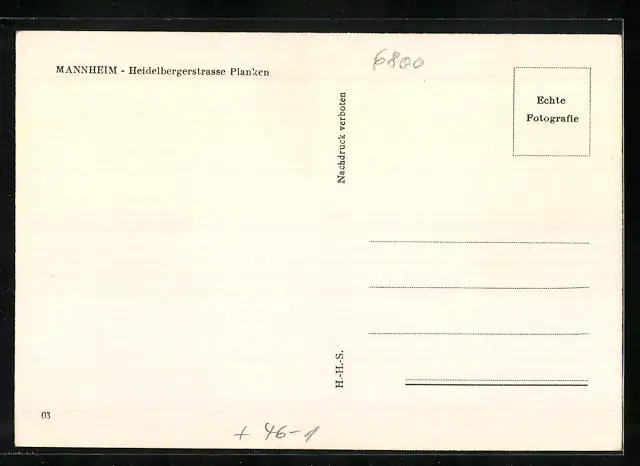 MANNHEIM - Heidelbergerstrasse Planken
6800
Echte
Fotografie
Nachdruck verboten
H.-H.-S.
03
+ 46-1